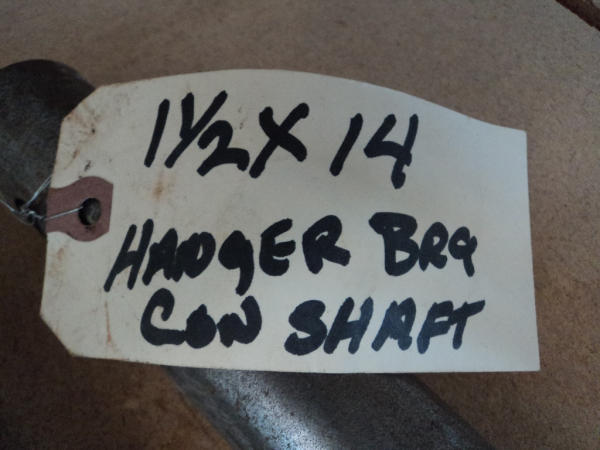 1 1/2 X 14
HANGER BRG
CON SHAFT